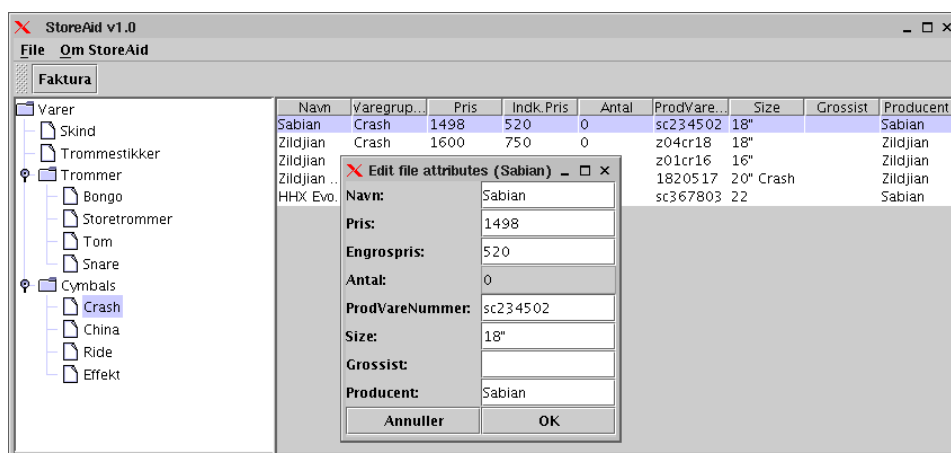 StoreAid v1.0
File Om StoreAid
Faktura
Varer
Skind
Trommestikker
Trommer
Bongo
Storetrommer
Tom
Snare
Cymbals
Crash
China
Ride
Effekt
Navn Varegrup... Pris Indk.Pris Antal ProdVare... Size Grossist Producent
Sabian Crash 1498 520 0 sc234502 18" Sabian
Zildjian Crash 1600 750 0 z04cr18 18" Zildjian
Zildjian z01cr16 16" Zildjian
Zildjian ... 1820517 20" Crash Zildjian
HHX Evo. sc367803 22 Sabian
Edit file attributes (Sabian)
Navn: Sabian
Pris: 1498
Engrospris: 520
Antal: 0
ProdVareNummer: sc234502
Size: 18"
Grossist:
Producent: Sabian
Annuller OK